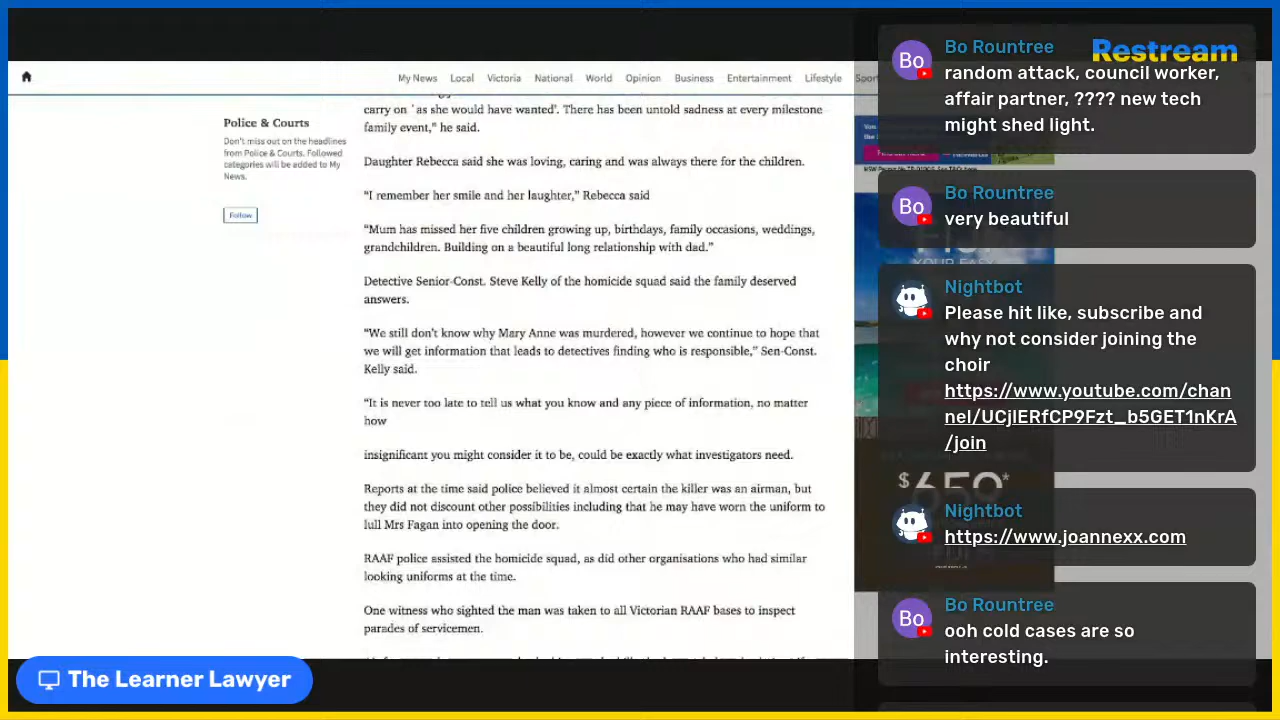 My News Local Victoria National World Opinion Business Entertainment Lifestyle
Police & Courts
Don't miss out on the headlines
from Police & Courts. Followed
categories will be added to My
News.
Follow
carry on `as she would have wanted'. There has been untold sadness at every milestone
family event," he said.
Daughter Rebecca said she was loving, caring and was always there for the children.
“I remember her smile and her laughter,” Rebecca said
“Mum has missed her five children growing up, birthdays, family occasions, weddings,
grandchildren. Building on a beautiful long relationship with dad.”
Detective Senior-Const. Steve Kelly of the homicide squad said the family deserved
answers.
“We still don’t know why Mary Anne was murdered, however we continue to hope that
we will get information that leads to detectives finding who is responsible,” Sen-Const.
Kelly said.
“It is never too late to tell us what you know and any piece of information, no matter
how
insignificant you might consider it to be, could be exactly what investigators need.
Reports at the time said police believed it almost certain the killer was an airman, but
they did not discount other possibilities including that he may have worn the uniform to
lull Mrs Fagan into opening the door.
RAAF police assisted the homicide squad, as did other organisations who had similar
looking uniforms at the time.
One witness who sighted the man was taken to all Victorian RAAF bases to inspect
parades of servicemen.
The Learner Lawyer
Restream
Bo Bo Rountree
random attack, council worker,
affair partner, ???? new tech
might shed light.
Bo Bo Rountree
very beautiful
Nightbot
Please hit like, subscribe and
why not consider joining the
choir
https://www.youtube.com/chan
nel/UCjlERfCP9Fzt_b5GET1nKrA
/join
$659*
Nightbot
https://www.joannexx.com
Bo Bo Rountree
ooh cold cases are so
interesting.